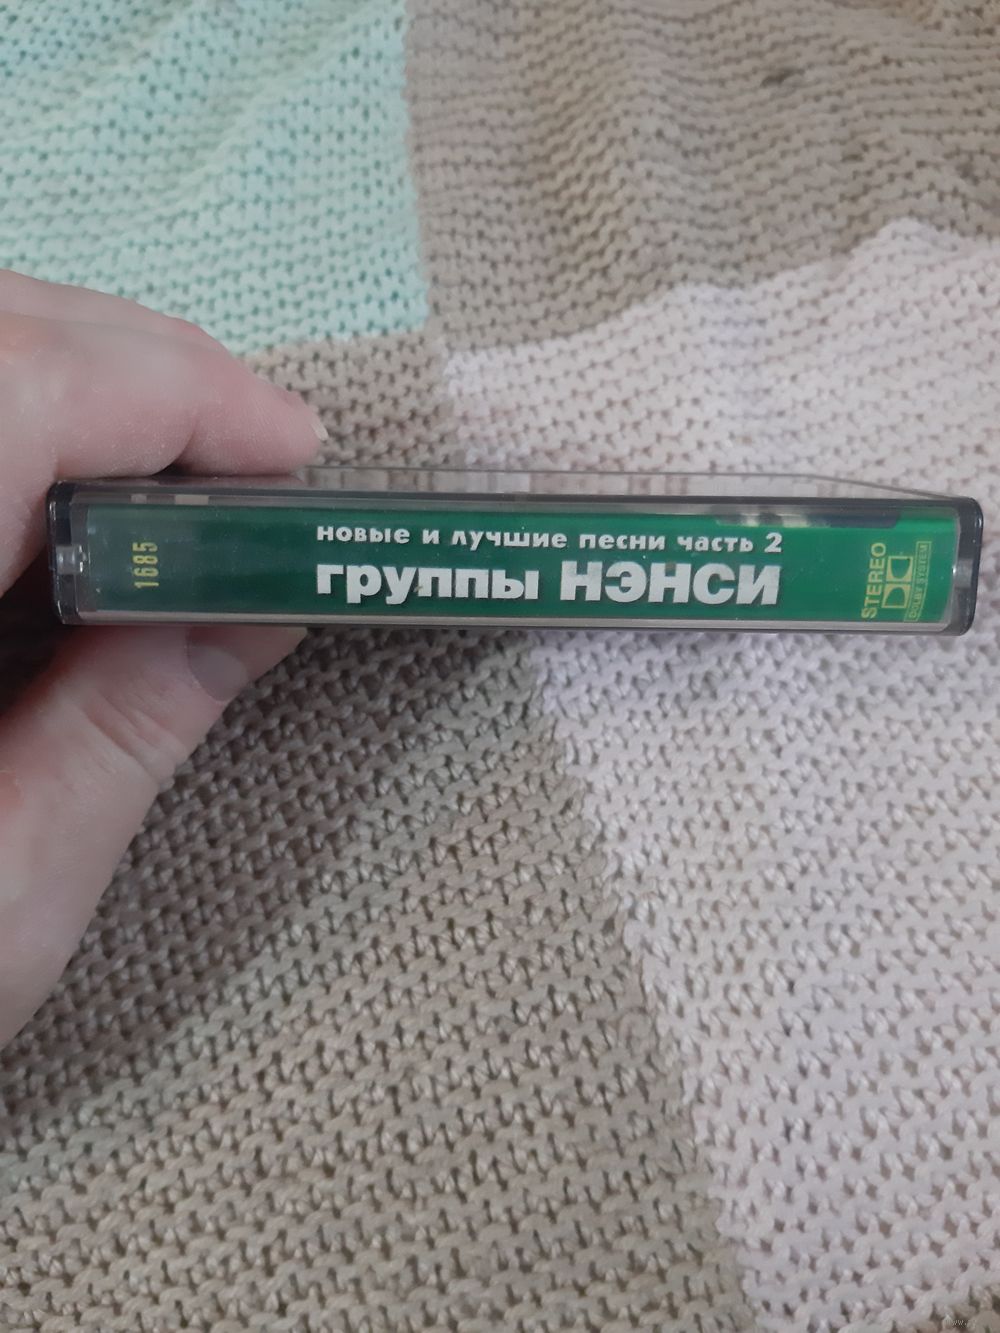 1685
новые и лучшие песни часть 2
группы НЭНСИ
STEREO
DOLBY SYSTEM